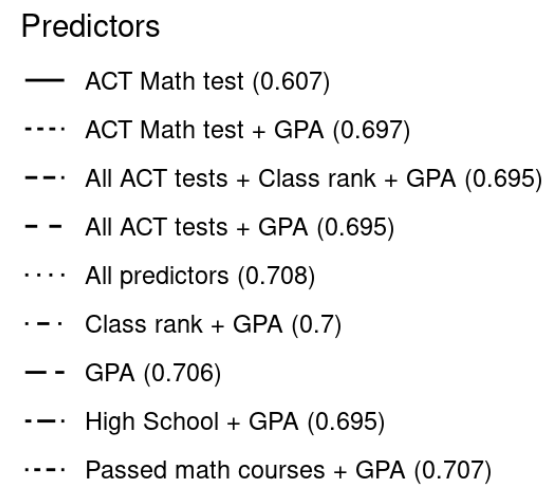 Predictors
ACT Math test (0.607)
ACT Math test + GPA (0.697)
All ACT tests + Class rank + GPA (0.695)
All ACT tests + GPA (0.695)
All predictors (0.708)
Class rank + GPA (0.7)
GPA (0.706)
High School + GPA (0.695)
Passed math courses + GPA (0.707)